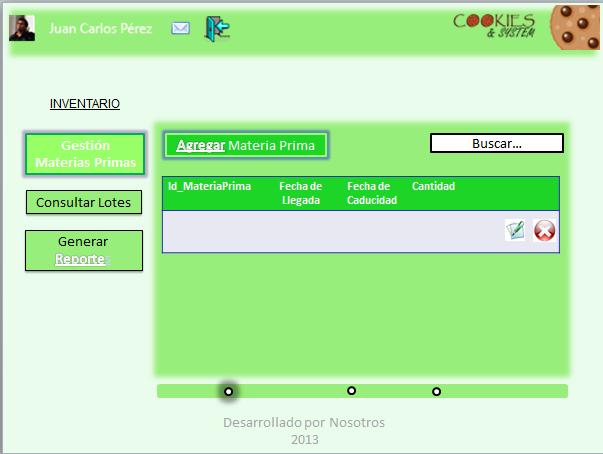 Juan Carlos Pérez
COOKIES
& SYSTEM
INVENTARIO
Gestión
Materias Primas
Agregar Materia Prima
Buscar...
Consultar Lotes
Id_MateriaPrima
Fecha de
Llegada
Fecha de
Caducidad
Cantidad
Generar
Reportes
Desarrollado por Nosotros
2013